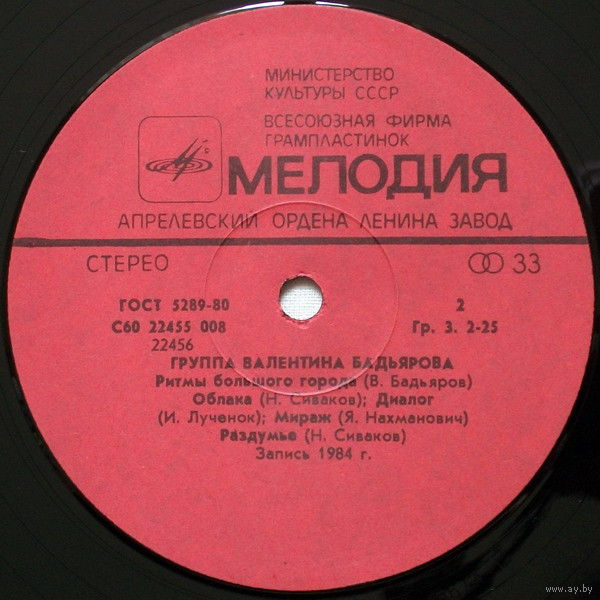 МИНИСТЕРСТВО
КУЛЬТУРЫ СССР
ВСЕСОЮЗНАЯ ФИРМА
ГРАМПЛАСТИНОК
МЕЛОДИЯ
АПРЕЛЕВСКИЙ ОРДЕНА ЛЕНИНА ЗАВОД
СТЕРЕО 33
ГОСТ 5289-80 2
С60 22455 008 Гр. 3. 2-25
22456
ГРУППА ВАЛЕНТИНА БАДЬЯРОВА
Ритмы большого города (В. Бадьяров)
Облака (Н. Сиваков); Диалог
(И. Лученок); Мираж (Я. Нахманович)
Раздумье (Н. Сиваков)
Запись 1984 г.
www.ay.by